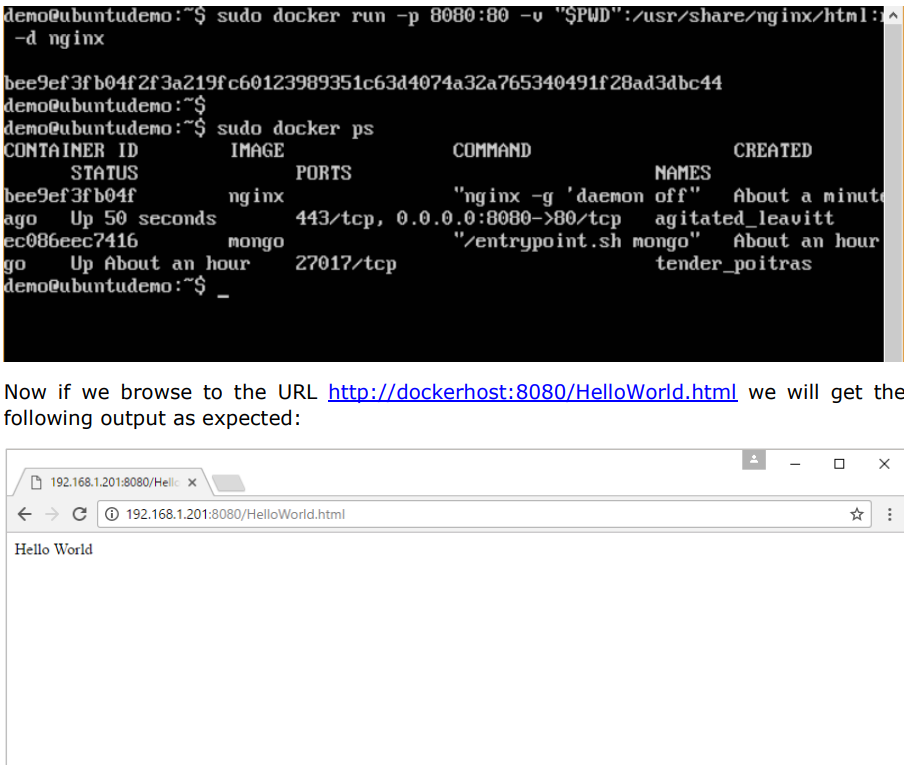 demo@ubuntudemo:~$ sudo docker run -p 8080:80 -v "$PWD":/usr/share/nginx/html:
-d nginx
bee9ef3fb04f2f3a219fc60123989351c63d4074a32a765340491f28ad3dbc44
demo@ubuntudemo:~$
demo@ubuntudemo:~$ sudo docker ps
CONTAINER ID IMAGE COMMAND CREATED
STATUS PORTS NAMES
bee9ef3fb04f nginx "nginx -g 'daemon off" About a minute
ago Up 50 seconds 443/tcp, 0.0.0.0:8080->80/tcp agitated_leavitt
ec086eec7416 mongo "/entrypoint.sh mongo" About an hour
go Up About an hour 27017/tcp tender_poitras
demo@ubuntudemo:~$ _
Now if we browse to the URL http://dockerhost:8080/HelloWorld.html we will get the
following output as expected:
192.168.1.201:8080/Hell
192.168.1.201:8080/HelloWorld.html
Hello World